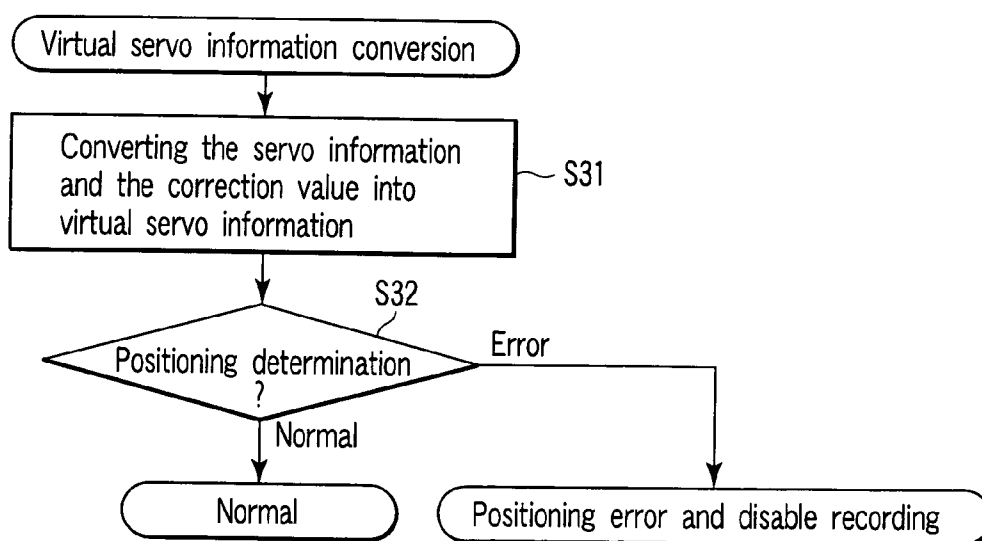 Virtual servo information conversion
Converting the servo information
and the correction value into
virtual servo information
S31
S32
Positioning determination
?
Error
Normal
Normal
Positioning error and disable recording